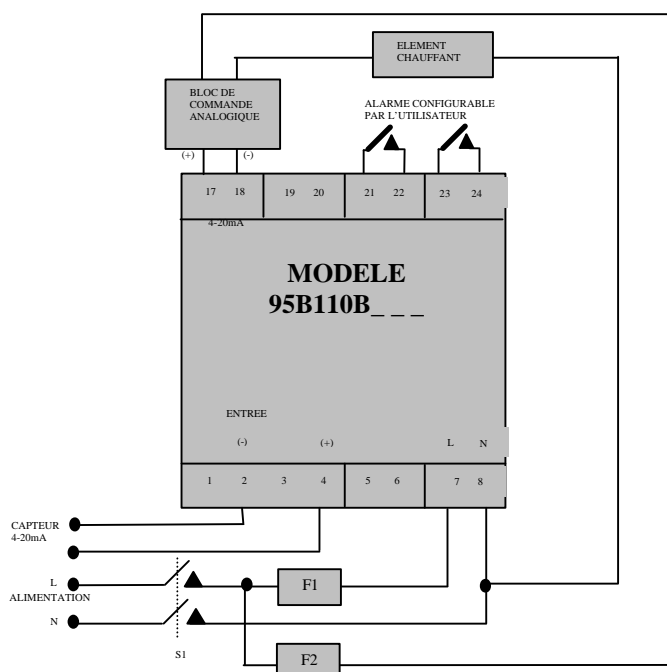 ELEMENT
CHAUFFANT
BLOC DE
COMMANDE
ANALOGIQUE
ALARME CONFIGURABLE
PAR L'UTILISATEUR
(+) (-)
17 18 19 20 21 22 23 24
4-20mA
MODELE
95B110B_ _ _
ENTREE
(-) (+) L N
1 2 3 4 5 6 7 8
CAPTEUR
4-20mA
L
F1
ALIMENTATION
N
S1
F2